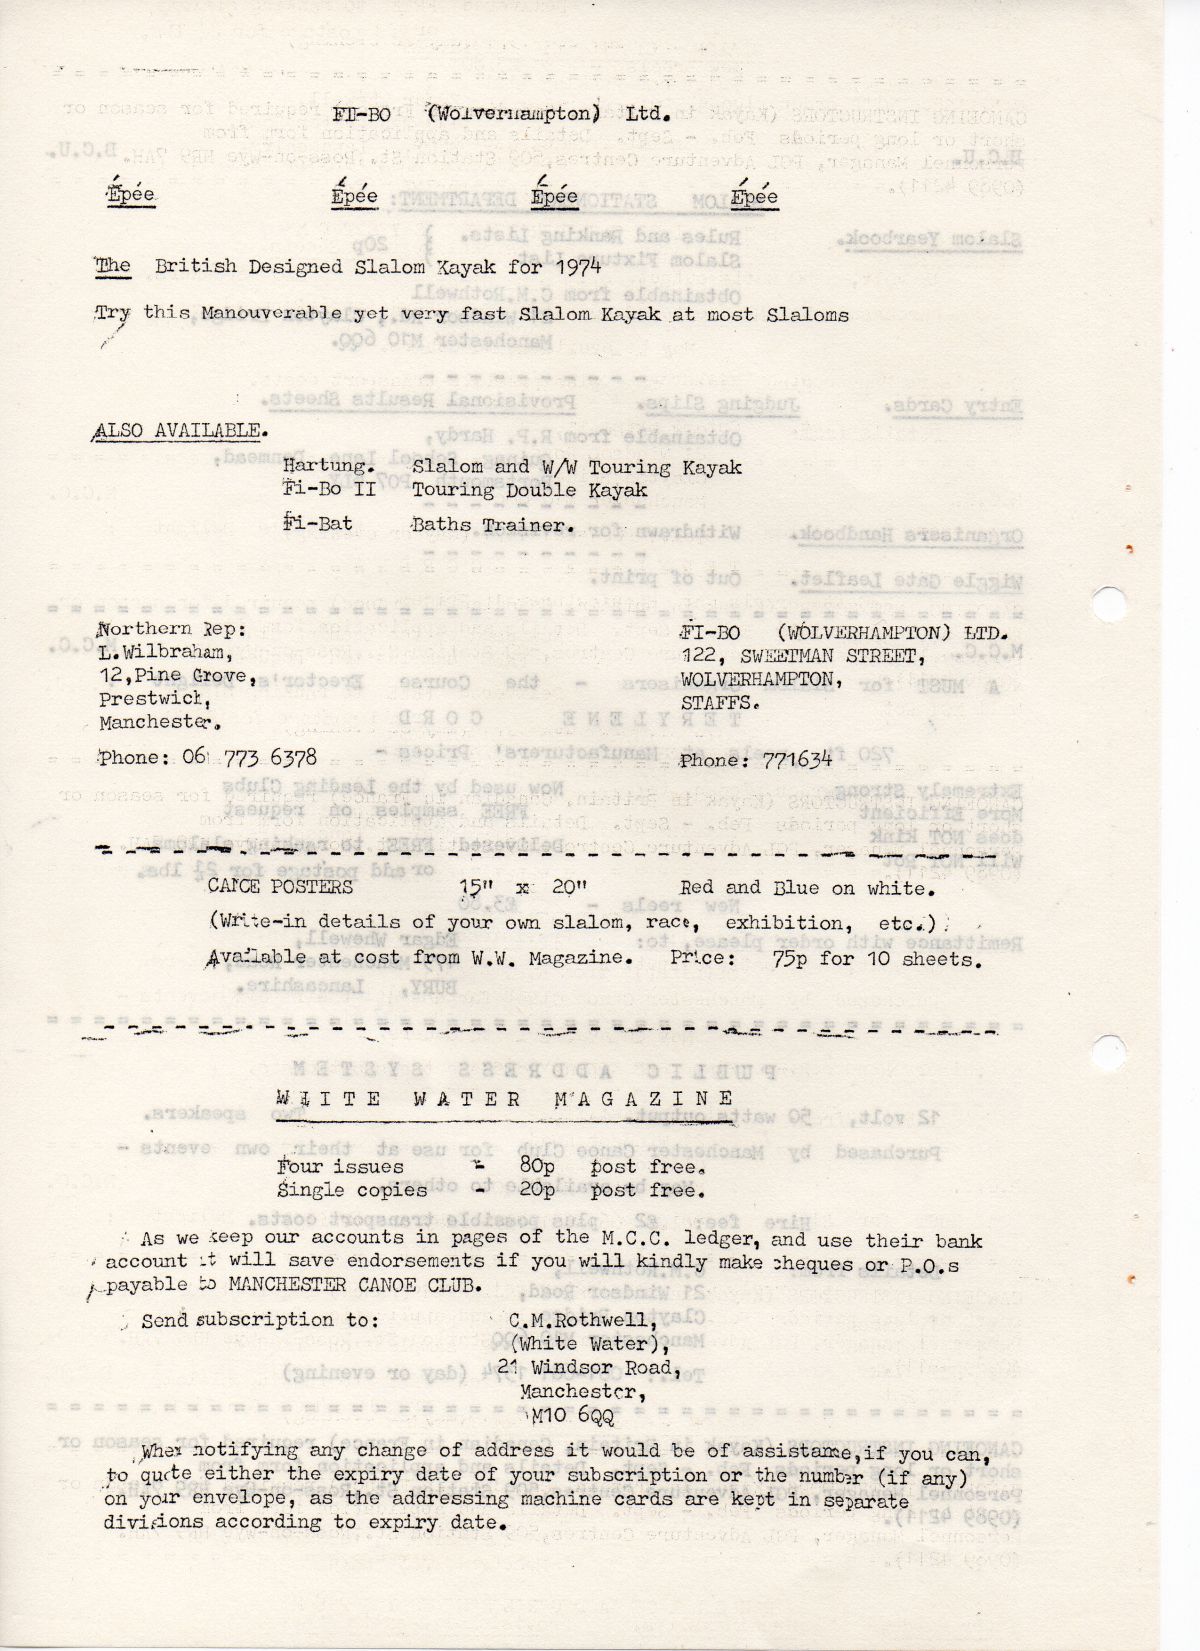 FI-BO (Wolverhampton) Ltd.
Épée Épée Épée Épée
The British Designed Slalom Kayak for 1974
Try this Manouverable yet very fast Slalom Kayak at most Slaloms
ALSO AVAILABLE.
Hartung. Slalom and W/W Touring Kayak
Fi-Bo II Touring Double Kayak
Fi-Bat Baths Trainer.
Northern Rep:
L.Wilbraham,
12,Pine Grove,
Prestwich,
Manchester.
Phone: 061 773 6378
FI-BO (WOLVERHAMPTON) LTD.
122, SWEETMAN STREET,
WOLVERHAMPTON,
STAFFS.
Phone: 771634
CANOE POSTERS 15" x 20" Red and Blue on white.
(Write-in details of your own slalom, race, exhibition, etc.)
Available at cost from W.W. Magazine. Price: 75p for 10 sheets.
WHITE WATER MAGAZINE
Four issues - 80p post free.
Single copies - 20p post free.
As we keep our accounts in pages of the M.C.C. ledger, and use their bank
account it will save endorsements if you will kindly make cheques or P.O.s
payable to MANCHESTER CANOE CLUB.
Send subscription to: C.M.Rothwell,
(White Water),
21 Windsor Road,
Manchester,
M10 6QQ
When notifying any change of address it would be of assistance,if you can,
to quote either the expiry date of your subscription or the number (if any)
on your envelope, as the addressing machine cards are kept in separate
divisions according to expiry date.